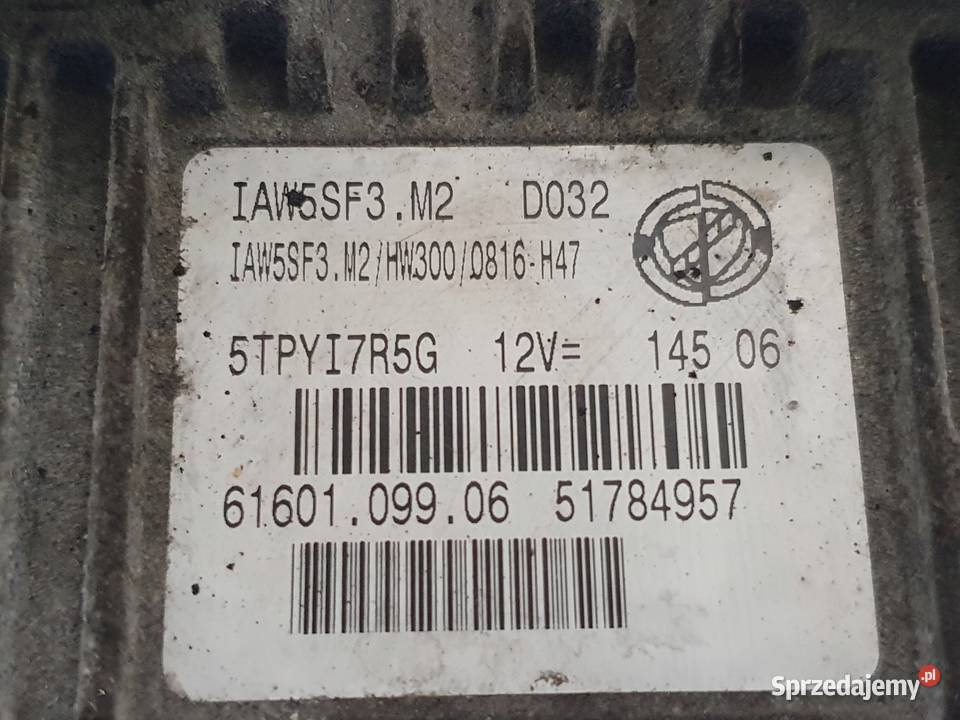 IAW5SF3.M2 D032
IAW5SF3.M2/HW300/0816-H47
5TPYI7R5G 12V= 145 06
61601.099.06 51784957
Sprzedajemy.pl